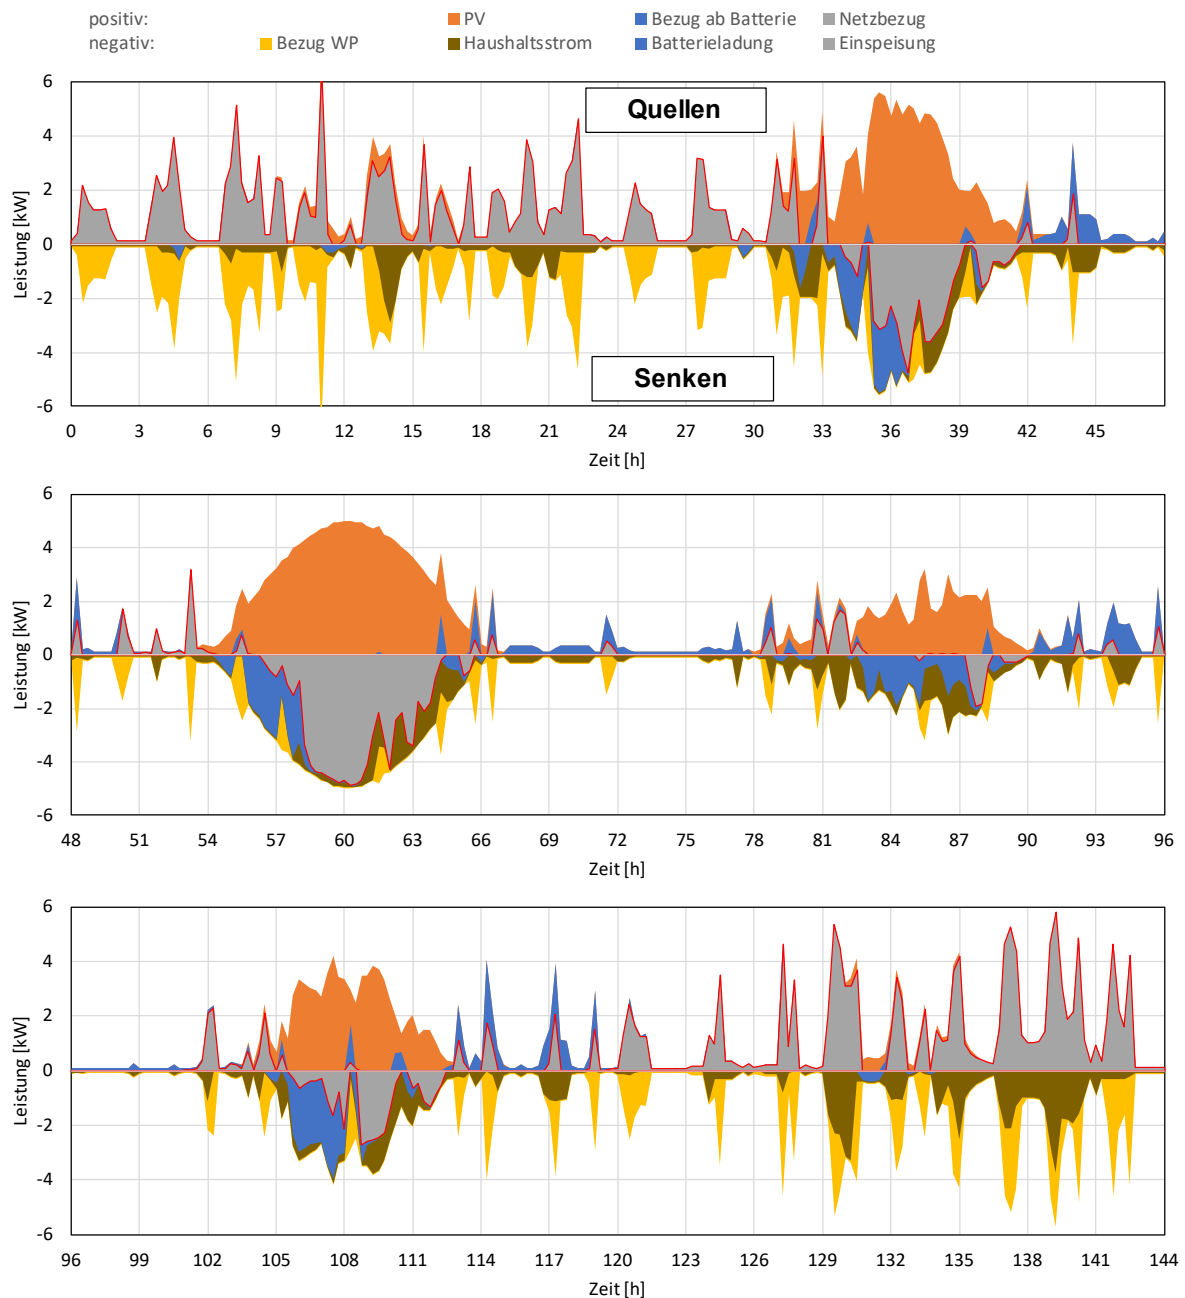 positiv: PV Bezug ab Batterie Netzbezug
negativ: Bezug WP Haushaltsstrom Batterieladung Einspeisung
6
Quellen
4
2
0
-2
-4
Senken
-6
Leistung [kW]
0 3 6 9 12 15 18 21 24 27 30 33 36 39 42 45
Zeit [h]
6
4
2
0
-2
-4
-6
Leistung [kW]
48 51 54 57 60 63 66 69 72 75 78 81 84 87 90 93 96
Zeit [h]
6
4
2
0
-2
-4
-6
Leistung [kW]
96 99 102 105 108 111 114 117 120 123 126 129 132 135 138 141 144
Zeit [h]